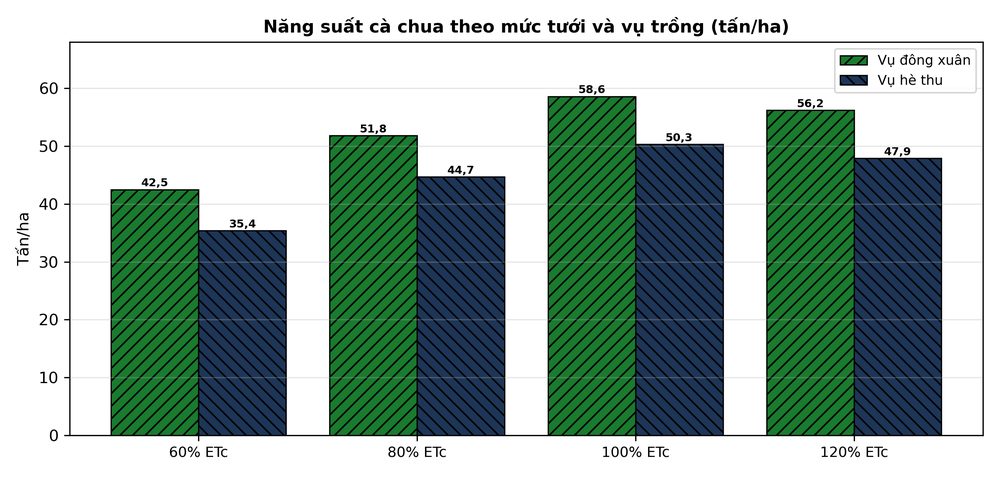 Năng suất cà chua theo mức tưới và vụ trồng (tấn/ha)
Vụ đông xuân
Vụ hè thu
Tấn/ha
60
50
40
30
20
10
0
42,5
35,4
51,8
44,7
58,6
50,3
56,2
47,9
60% ETc
80% ETc
100% ETc
120% ETc